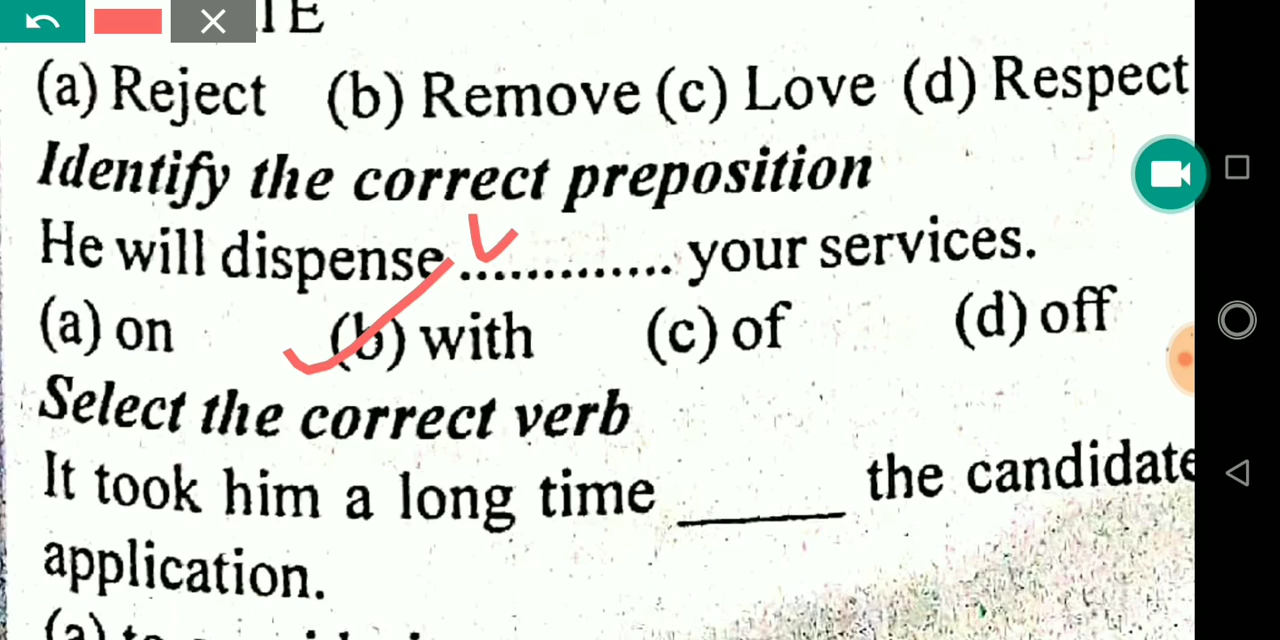 (a) Reject (b) Remove (c) Love (d) Respect
Identify the correct preposition
He will dispense ............. your services.
(a) on (b) with (c) of (d) off
Select the correct verb
It took him a long time ______ the candidate
application.
(a)